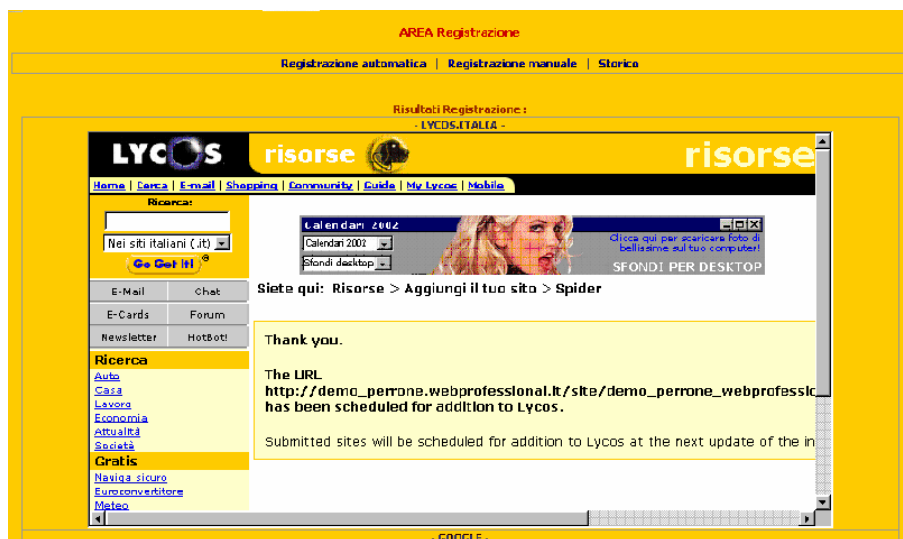 AREA Registrazione
Registrazione automatica | Registrazione manuale | Storico
Risultati Registrazione :
- LYCOS.ITALIA -
LYCOS risorse risorse
Home | Cerca | E-mail | Shopping | Community | Guide | My Lycos | Mobile
Ricerca:
Nei siti italiani (.it)
Go Get It!
E-Mail Chat
E-Cards Forum
Newsletter HotBot!
Ricerca
Auto
Casa
Lavoro
Economia
Attualità
Società
Gratis
Naviga sicuro
Euroconvertitore
Meteo
Calendari 2002
Calendari 2002
Sfondi desktop
Clicca qui per scaricare foto di
bellissime sul tuo computer!
SFONDI PER DESKTOP
Siete qui: Risorse > Aggiungi il tuo sito > Spider
Thank you.
The URL
http://demo_perrone.webprofessional.it/site/demo_perrone_webprofessic
has been scheduled for addition to Lycos.
Submitted sites will be scheduled for addition to Lycos at the next update of the in
- GOOGLE -